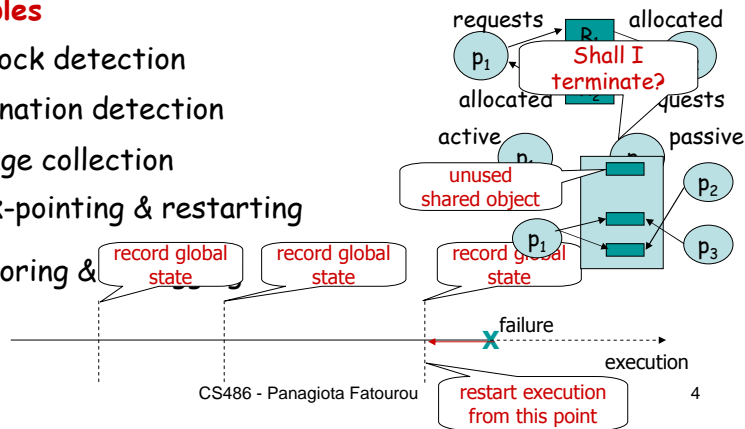 requests
allocated
p1
Shall I
terminate?
allocated
active
passive
lock detection
nation detection
ge collection
unused
shared object
p2
-pointing & restarting
p1
p3
oring &
record global
state
record global
state
record global
state
failure
X
execution
CS486 - Panagiota Fatourou
restart execution
from this point
4